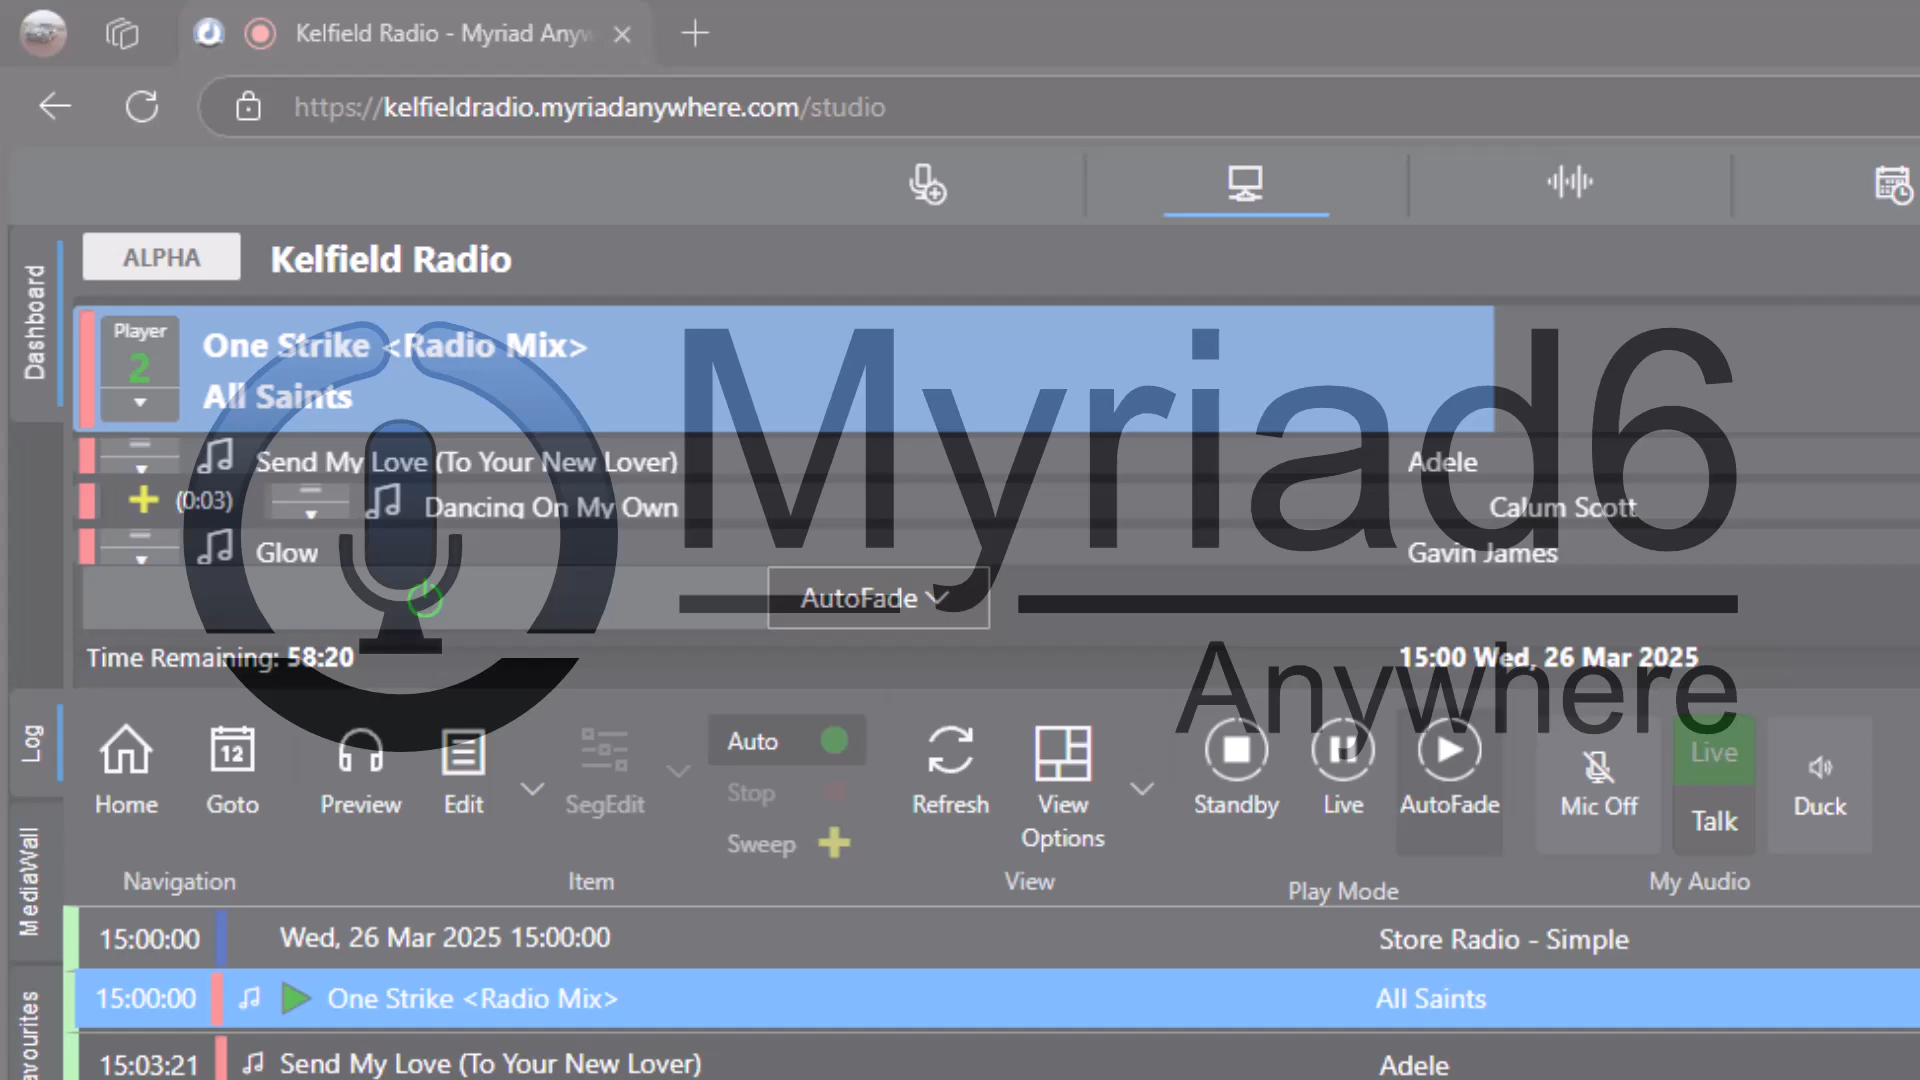 Kelfield Radio - Myriad Anyw
https://kelfieldradio.myriadanywhere.com/studio
Dashboard
ALPHA
Kelfield Radio
Player
2
One Strike <Radio Mix>
All Saints
Myriad6
Anywhere
Send My Love (To Your New Lover)
Adele
(0:03)
Dancing On My Own
Calum Scott
Glow
Gavin James
AutoFade
Time Remaining: 58:20
15:00 Wed, 26 Mar 2025
Log
12
Home
Goto
Preview
Edit
SegEdit
Auto
Stop
Sweep
Refresh
View
Options
Standby
Live
AutoFade
Mic Off
Live
Talk
Duck
Navigation
Item
View
Play Mode
My Audio
MediaWall
15:00:00 Wed, 26 Mar 2025 15:00:00 Store Radio - Simple
15:00:00 One Strike <Radio Mix> All Saints
avourites
15:03:21 Send My Love (To Your New Lover) Adele